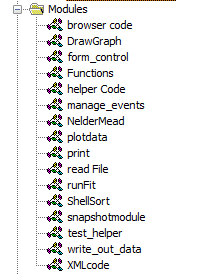 Modules
browser code
DrawGraph
form_control
Functions
helper Code
manage_events
NelderMead
plotdata
print
read File
runFit
ShellSort
snapshotmodule
test_helper
write_out_data
XMLcode